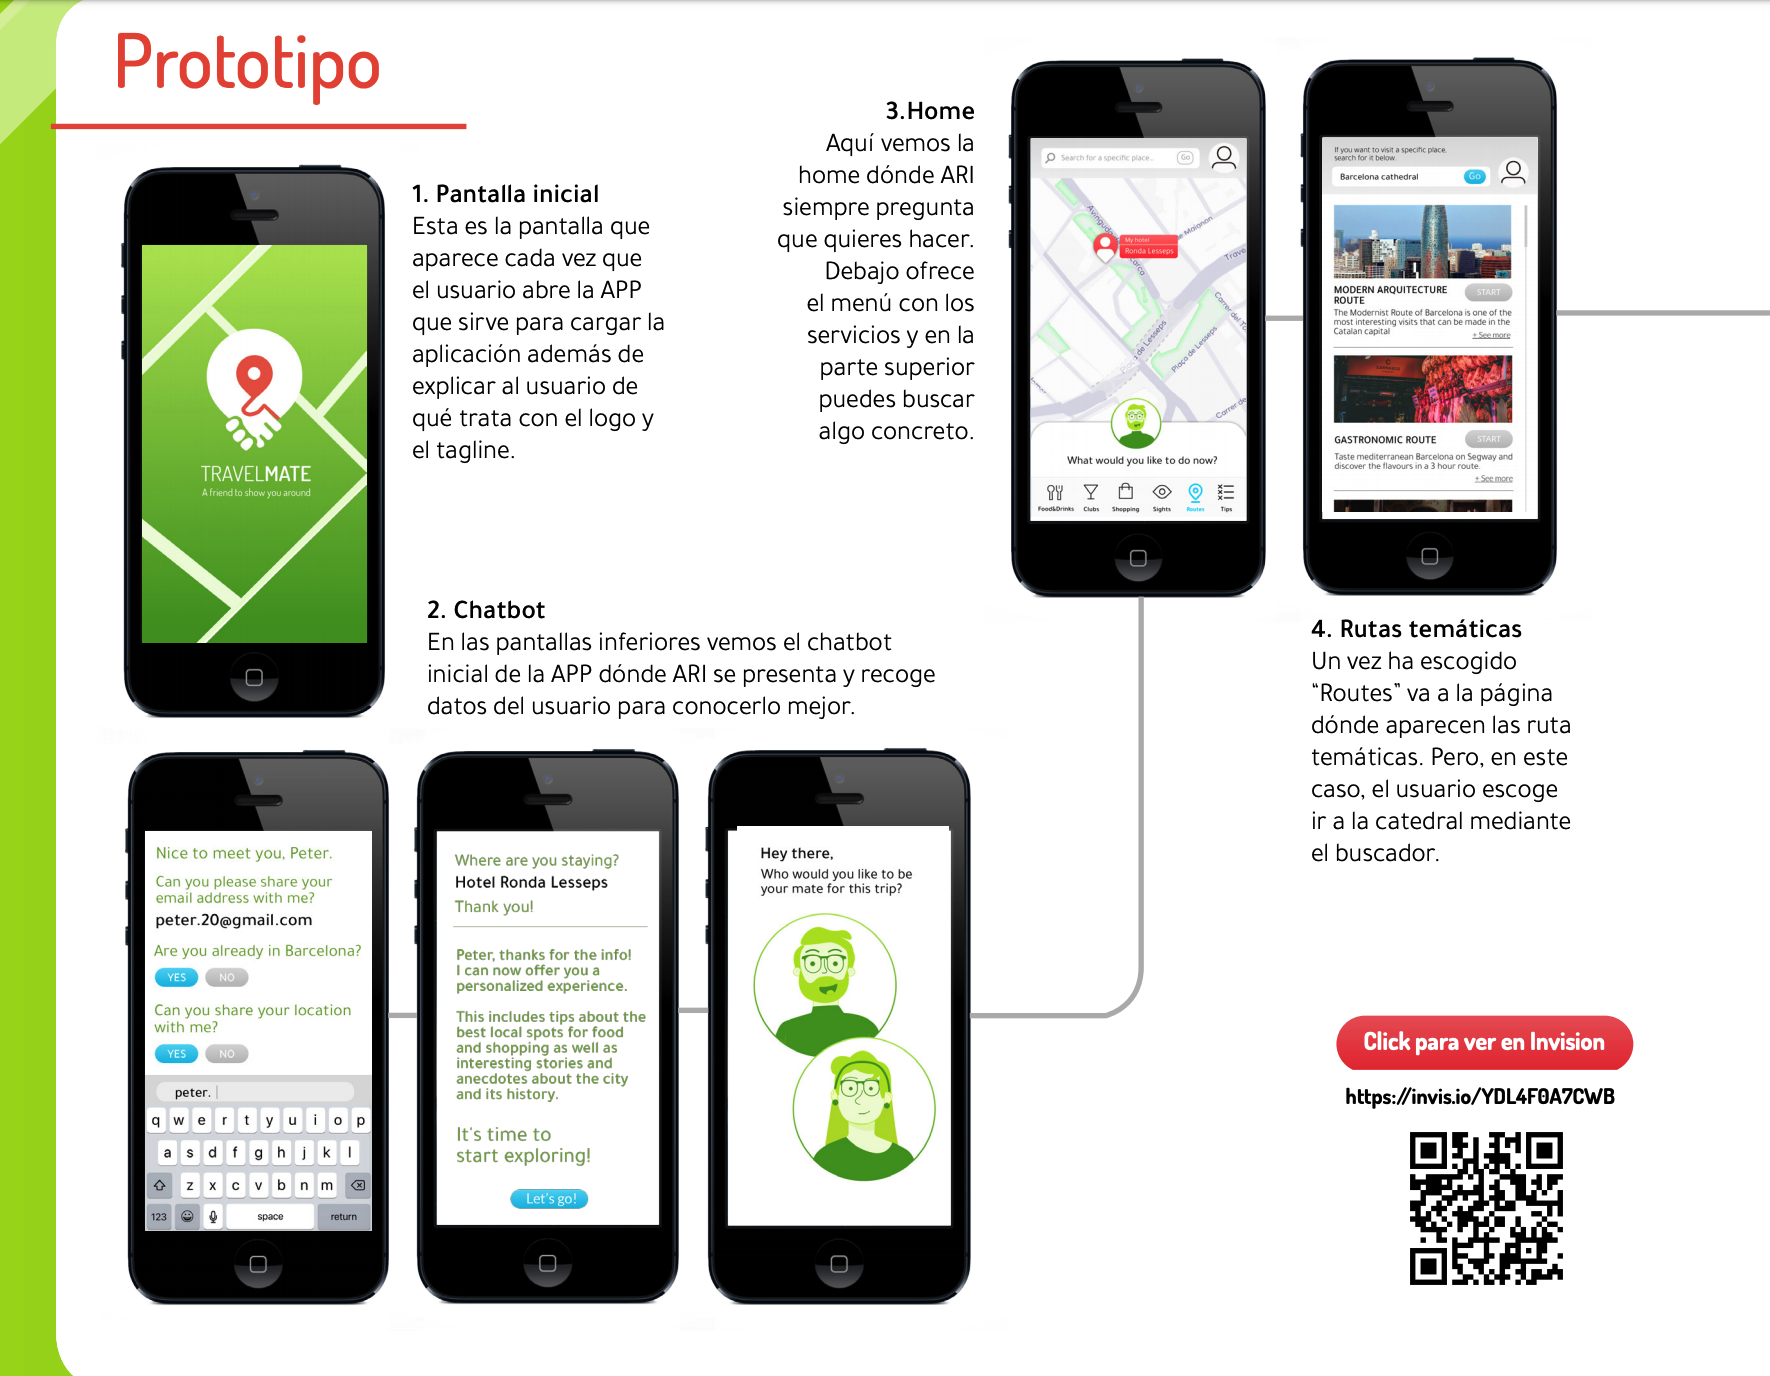 Prototipo
1. Pantalla inicial
Esta es la pantalla que
aparece cada vez que
el usuario abre la APP
que sirve para cargar la
aplicación además de
explicar al usuario de
qué trata con el logo y
el tagline.
TRAVELMATE
A friend to show you around
2. Chatbot
En las pantallas inferiores vemos el chatbot
inicial de la APP dónde ARI se presenta y recoge
datos del usuario para conocerlo mejor.
Nice to meet you, Peter.
Can you please share your
email address with me?
peter.20@gmail.com
Are you already in Barcelona?
YES NO
Can you share your location
with me?
YES NO
peter.
q w e r t y u i o p
a s d f g h j k l
z x c v b n m
123 space return
Where are you staying?
Hotel Ronda Lesseps
Thank you!
Peter, thanks for the info!
I can now offer you a
personalized experience.
This includes tips about the
best local spots for food
and shopping as well as
interesting stories and
anecdotes about the city
and its history.
It's time to
start exploring!
Let's go!
Hey there,
Who would you like to be
your mate for this trip?
3.Home
Aquí vemos la
home dónde ARI
siempre pregunta
que quieres hacer.
Debajo ofrece
el menú con los
servicios y en la
parte superior
puedes buscar
algo concreto.
Search for a specific place.. Go
My hotel
Ronda Lesseps
Plaça de Lesseps
What would you like to do now?
Food&Drinks Clubs Shopping Sights Routes Tips
If you want to visit a specific place,
search for it below.
Barcelona cathedral Go
MODERN ARQUITECTURE
ROUTE
START
The Modernist Route of Barcelona is one of the
most interesting visits that can be made in the
Catalan capital
+ See more
GASTRONOMIC ROUTE START
Taste mediterranean Barcelona on Segway and
discover the flavours in a 3 hour route.
+ See more
4. Rutas temáticas
Un vez ha escogido
“Routes” va a la página
dónde aparecen las ruta
temáticas. Pero, en este
caso, el usuario escoge
ir a la catedral mediante
el buscador.
Click para ver en Invision
https://invis.io/YDL4F0A7CWB